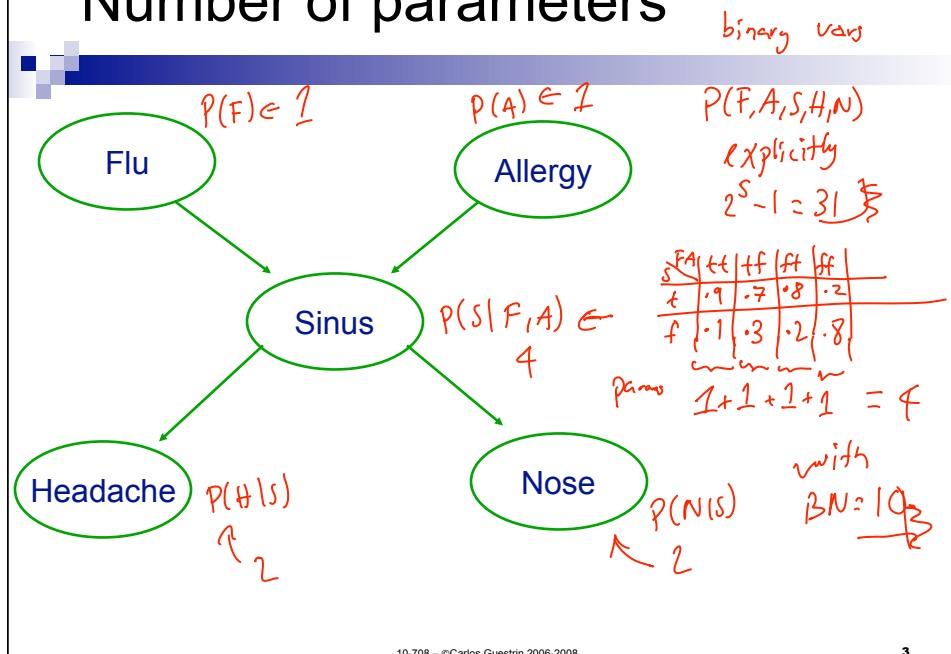 Number of parameters
binary vars
P(F) ∈ 1
P(A) ∈ 1
P(F,A,S,H,N)
explicitly
2^5 - 1 = 31
Flu
Allergy
S FA tt tf ft ff
t .9 .7 .8 .2
f .1 .3 .2 .8
Sinus
P(S|F,A) ∈
4
params 1+1+1+1 = 4
Headache
P(H|S)
2
Nose
P(N|S)
2
with
BN = 10
10-708 – ©Carlos Guestrin 2006-2008
3